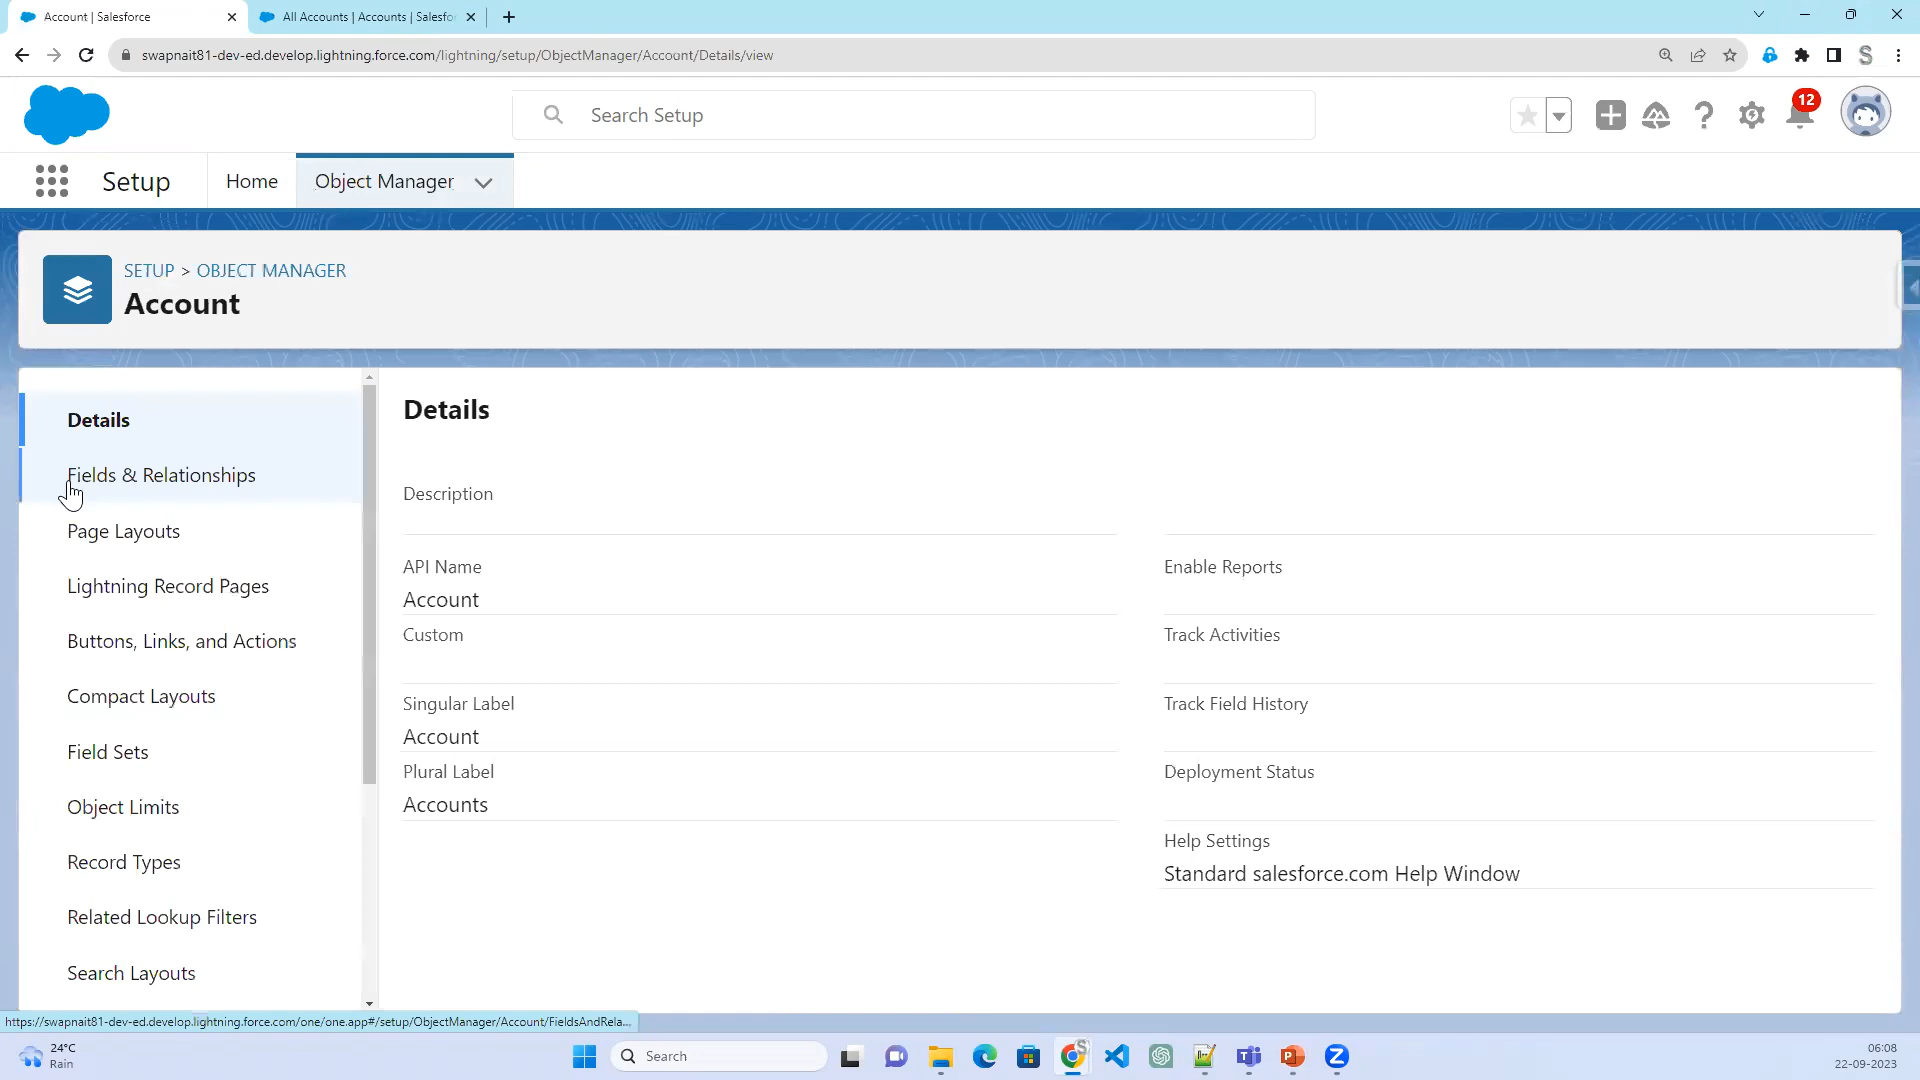 Account | Salesforce
All Accounts | Accounts | Salesfo
swapnait81-dev-ed.develop.lightning.force.com/lightning/setup/ObjectManager/Account/Details/view
Search Setup
12
Setup
Home
Object Manager
SETUP > OBJECT MANAGER
Account
Details
Fields & Relationships
Page Layouts
Lightning Record Pages
Buttons, Links, and Actions
Compact Layouts
Field Sets
Object Limits
Record Types
Related Lookup Filters
Search Layouts
Details
Description
API Name
Account
Custom
Singular Label
Account
Plural Label
Accounts
Enable Reports
Track Activities
Track Field History
Deployment Status
Help Settings
Standard salesforce.com Help Window
https://swapnait81-dev-ed.develop.lightning.force.com/one/one.app#/setup/ObjectManager/Account/FieldsAndRela...
24°C
Rain
Search
06:08
22-09-2023